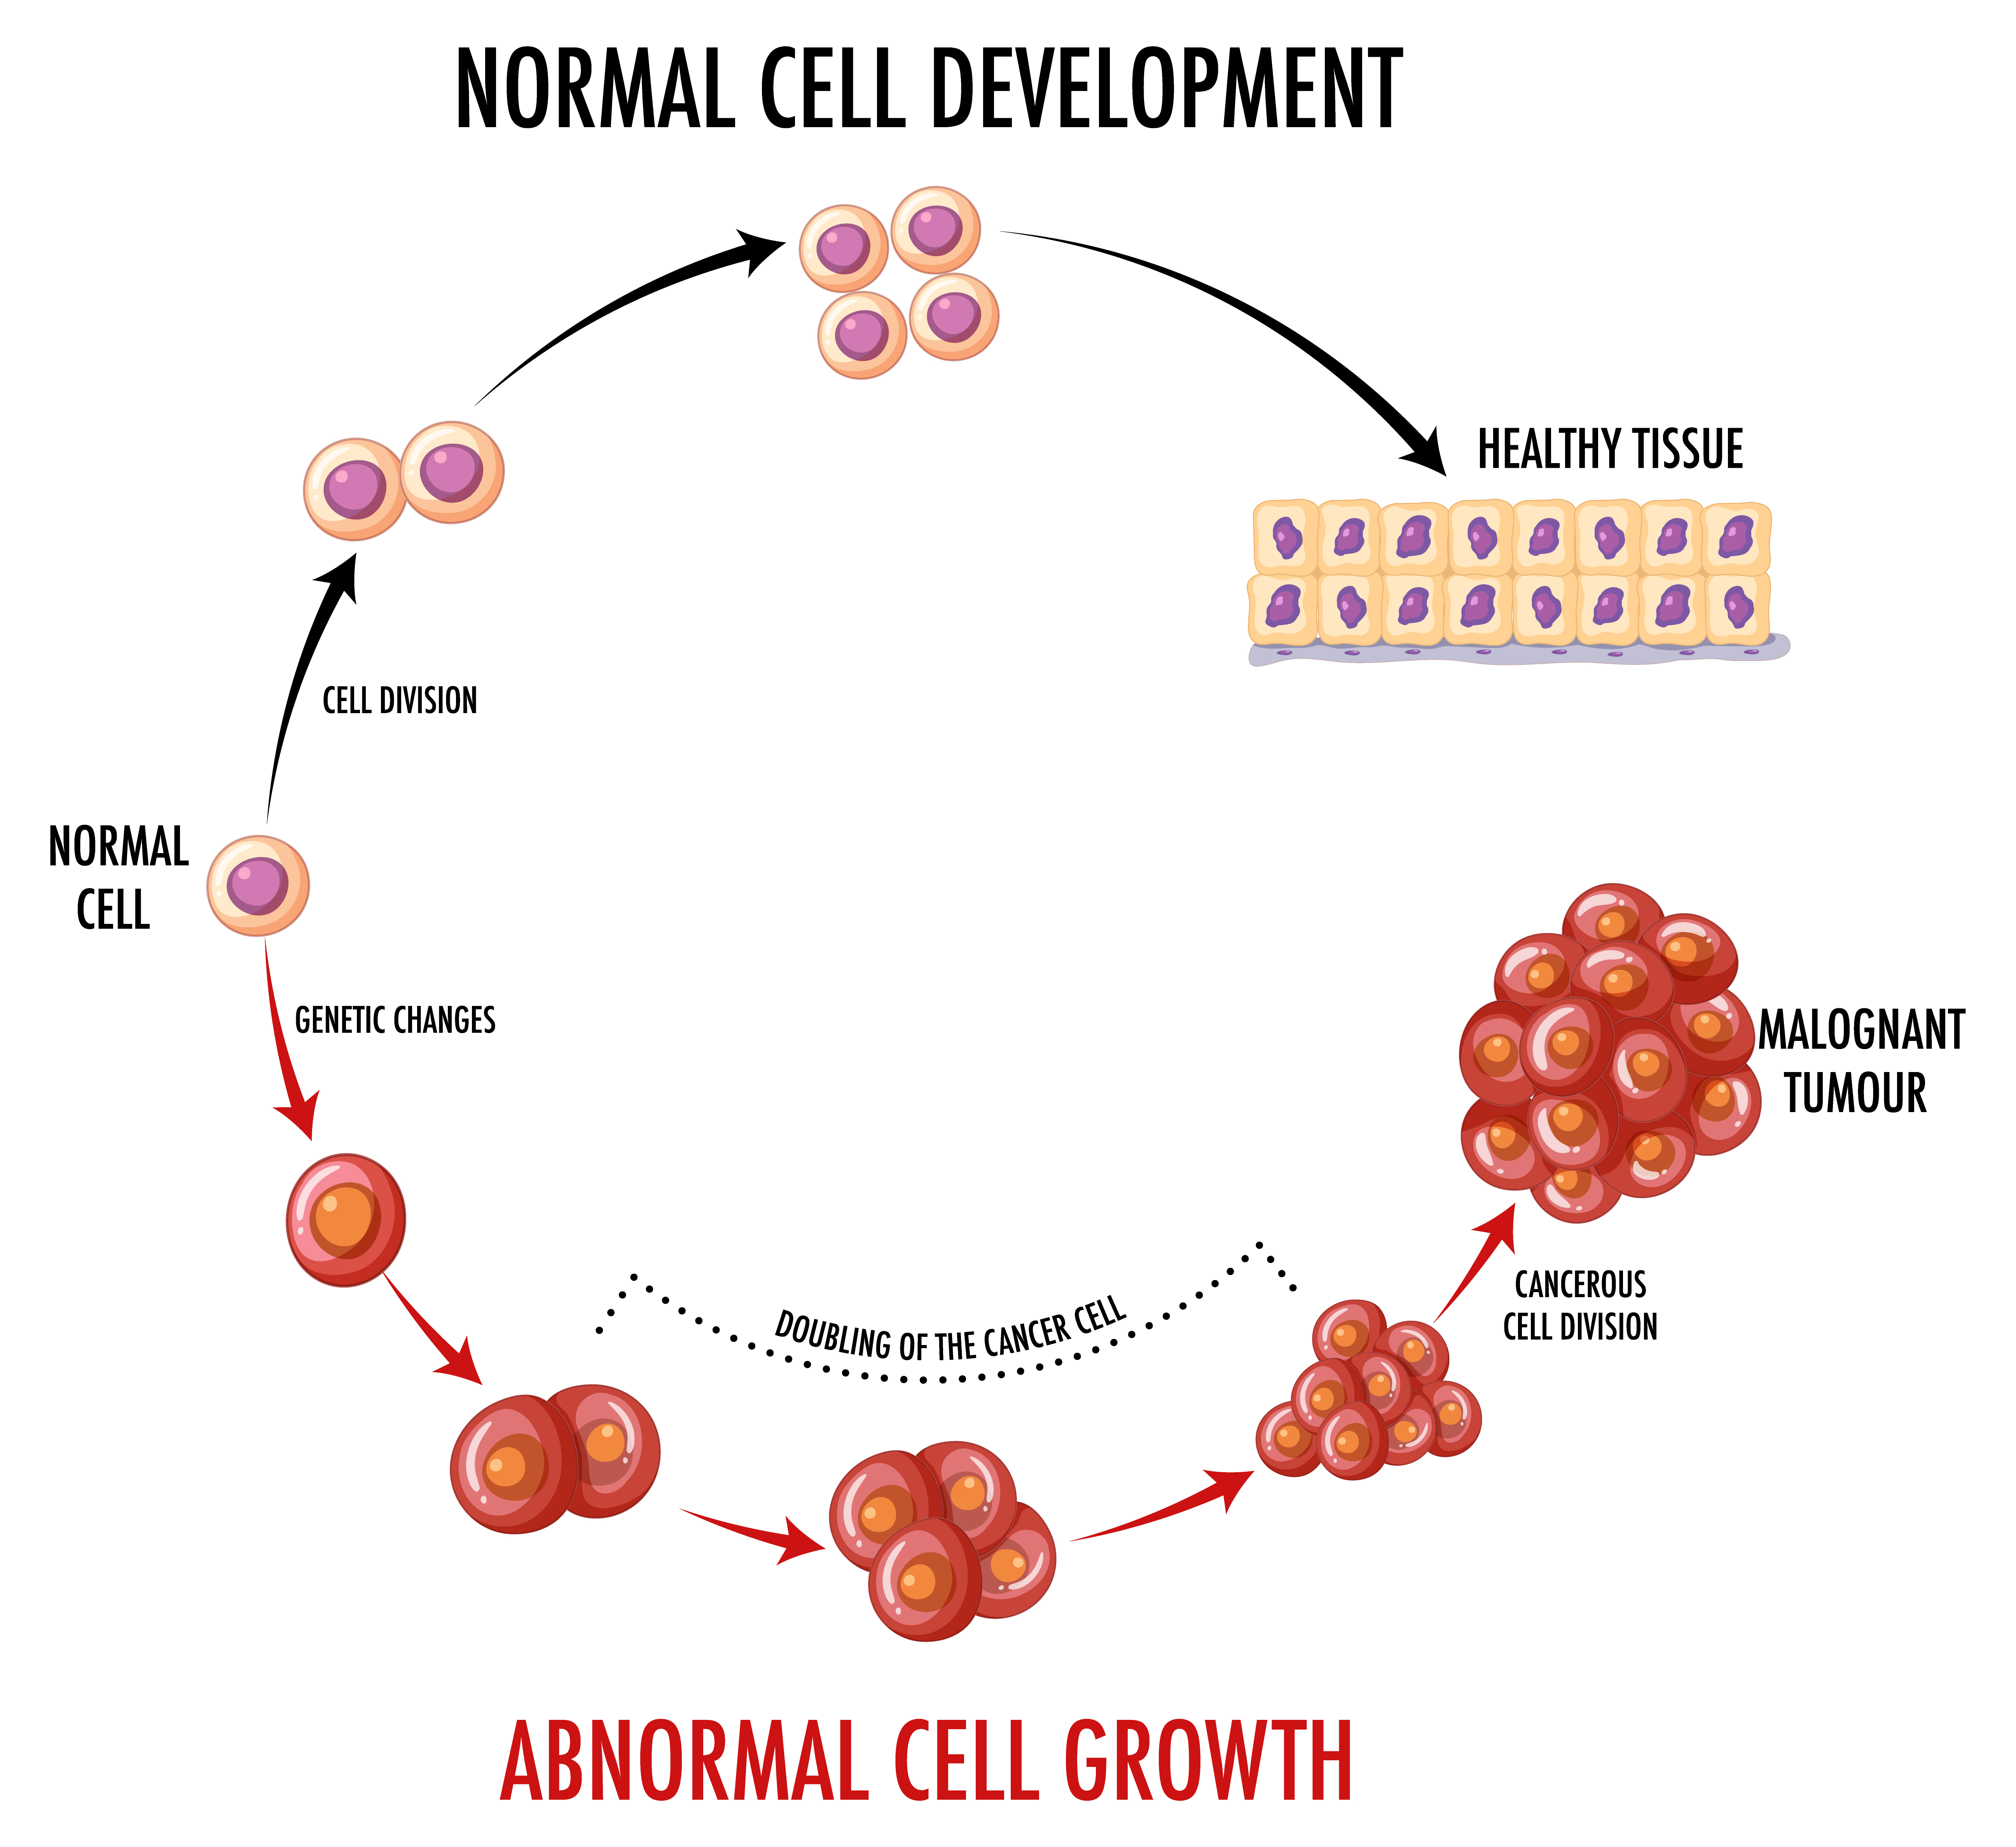 NORMAL CELL DEVELOPMENT
HEALTHY TISSUE
CELL DIVISION
NORMAL
CELL
GENETIC CHANGES
MALOGNANT
TUMOUR
DOUBLING OF THE CANCER CELL
CANCEROUS
CELL DIVISION
ABNORMAL CELL GROWTH